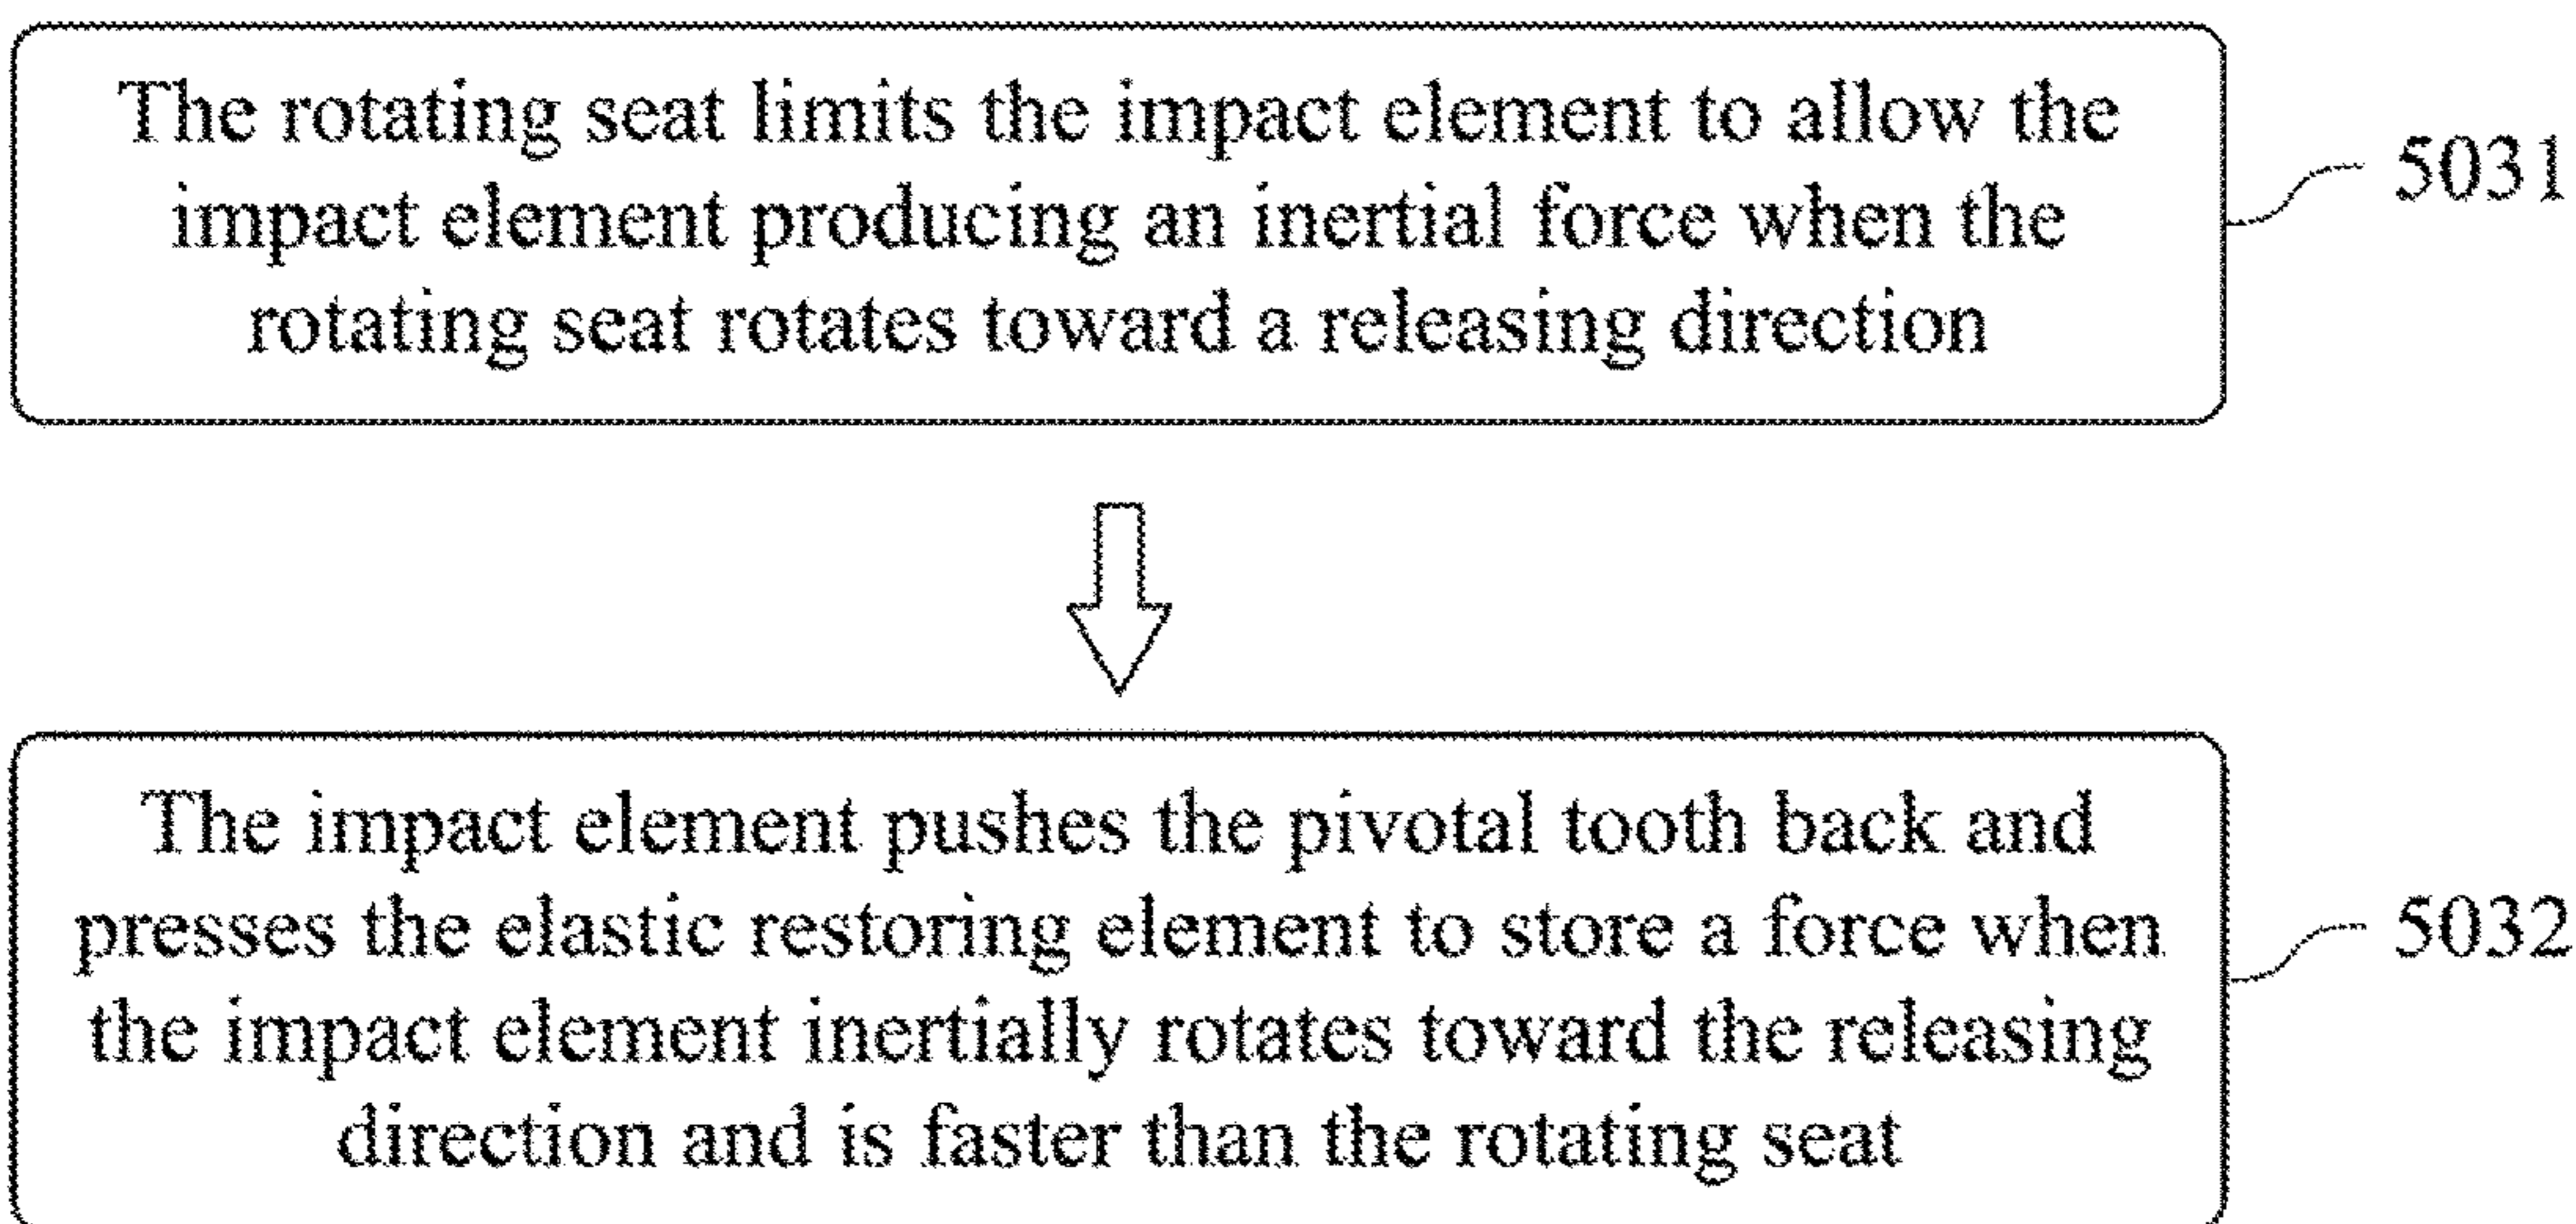 The rotating seat limits the impact element to allow the
impact element producing an inertial force when the
rotating seat rotates toward a releasing direction
5031
The impact element pushes the pivotal tooth back and
presses the elastic restoring element to store a force when
the impact element inertially rotates toward the releasing
direction and is faster than the rotating seat
5032